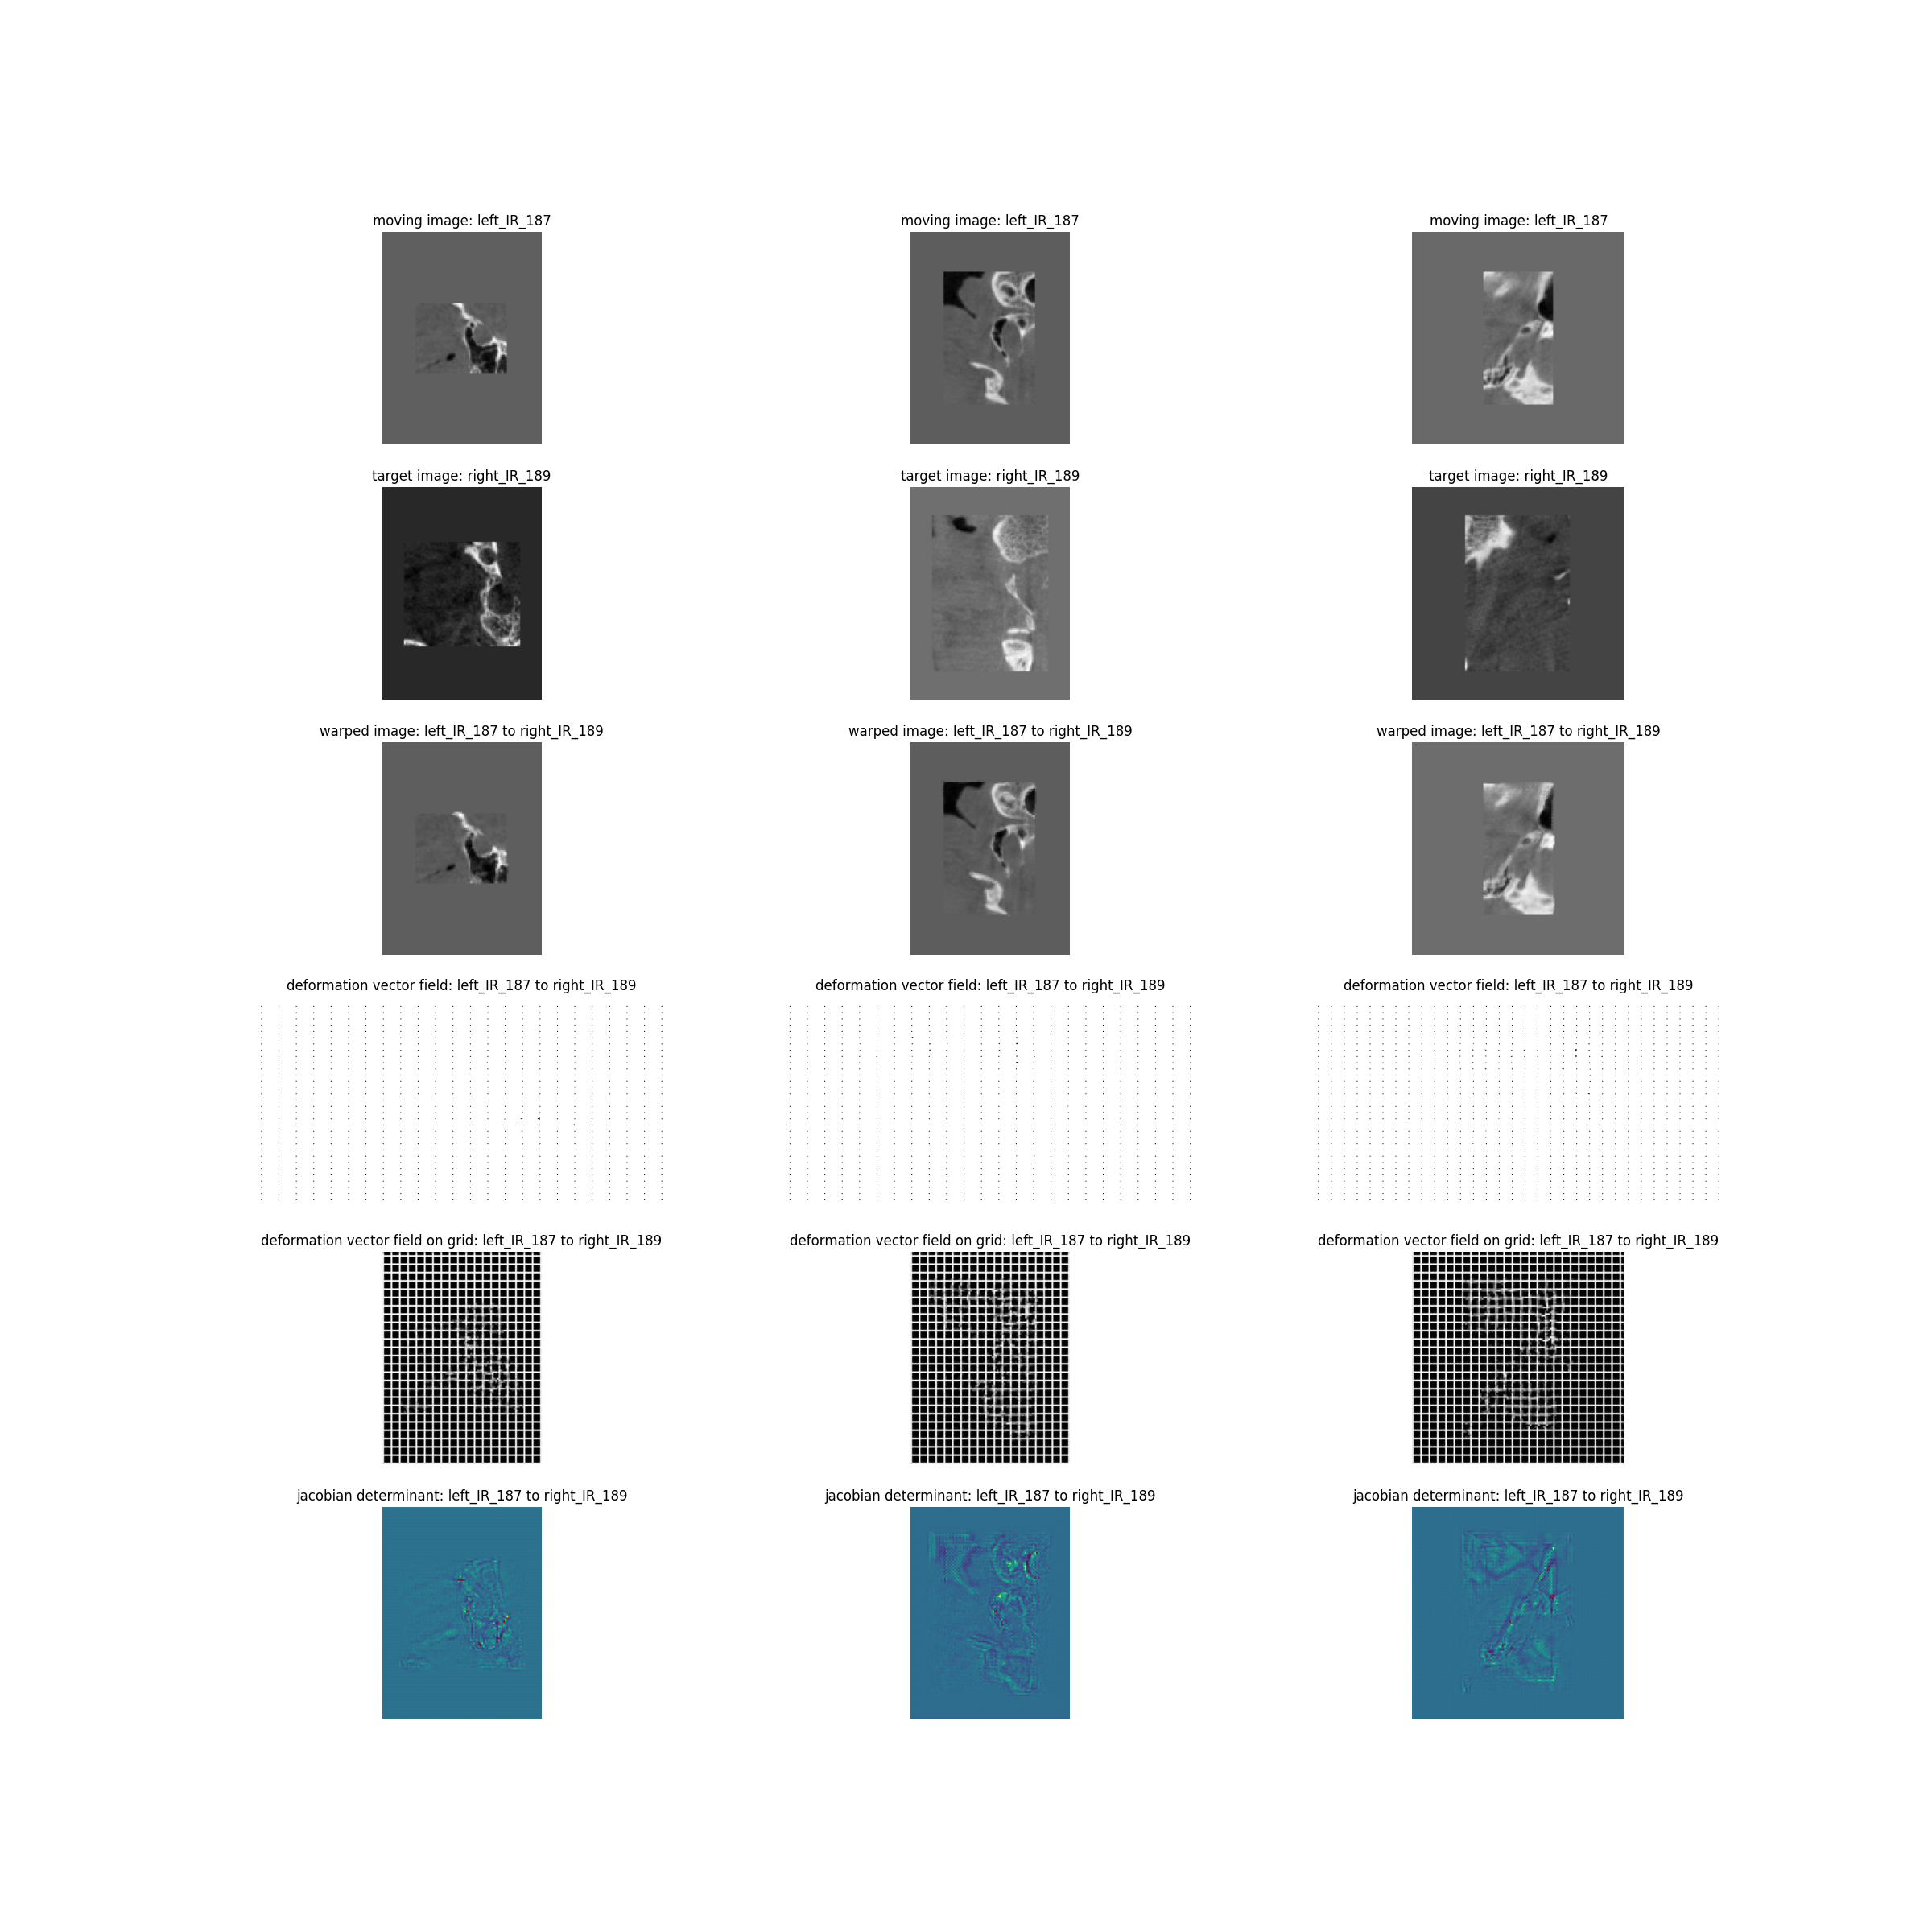 moving image: left_IR_187 moving image: left_IR_187 moving image: left_IR_187
target image: right_IR_189 target image: right_IR_189 target image: right_IR_189
warped image: left_IR_187 to right_IR_189 warped image: left_IR_187 to right_IR_189 warped image: left_IR_187 to right_IR_189
deformation vector field: left_IR_187 to right_IR_189 deformation vector field: left_IR_187 to right_IR_189 deformation vector field: left_IR_187 to right_IR_189
deformation vector field on grid: left_IR_187 to right_IR_189 deformation vector field on grid: left_IR_187 to right_IR_189 deformation vector field on grid: left_IR_187 to right_IR_189
jacobian determinant: left_IR_187 to right_IR_189 jacobian determinant: left_IR_187 to right_IR_189 jacobian determinant: left_IR_187 to right_IR_189